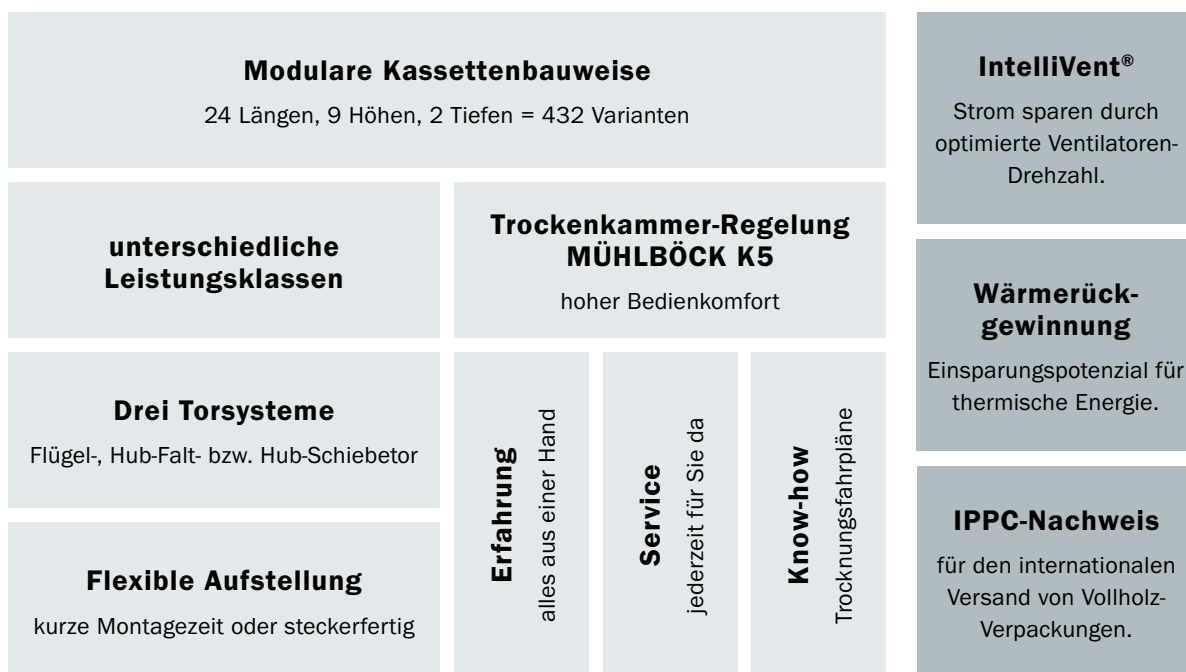 Modulare Kassettenbauweise
24 Längen, 9 Höhen, 2 Tiefen = 432 Varianten
unterschiedliche
Leistungsklassen
Trockenkammer-Regelung
MÜHLBÖCK K5
hoher Bedienkomfort
Drei Torsysteme
Flügel-, Hub-Falt- bzw. Hub-Schiebetor
Flexible Aufstellung
kurze Montagezeit oder steckerfertig
Erfahrung
alles aus einer Hand
Service
jederzeit für Sie da
Know-how
Trocknungsfahrpläne
IntelliVent®
Strom sparen durch
optimierte Ventilatoren-
Drehzahl.
Wärmerück-
gewinnung
Einsparungspotenzial für
thermische Energie.
IPPC-Nachweis
für den internationalen
Versand von Vollholz-
Verpackungen.